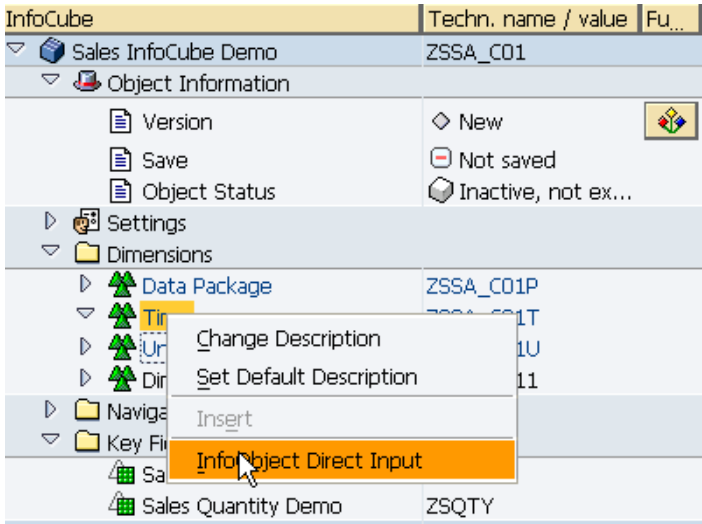 InfoCube Techn. name / value Fu...
Sales InfoCube Demo ZSSA_C01
Object Information
Version New
Save Not saved
Object Status Inactive, not ex...
Settings
Dimensions
Data Package ZSSA_C01P
Change Description
Set Default Description
Insert
InfoObject Direct Input
Sales Quantity Demo ZSQTY